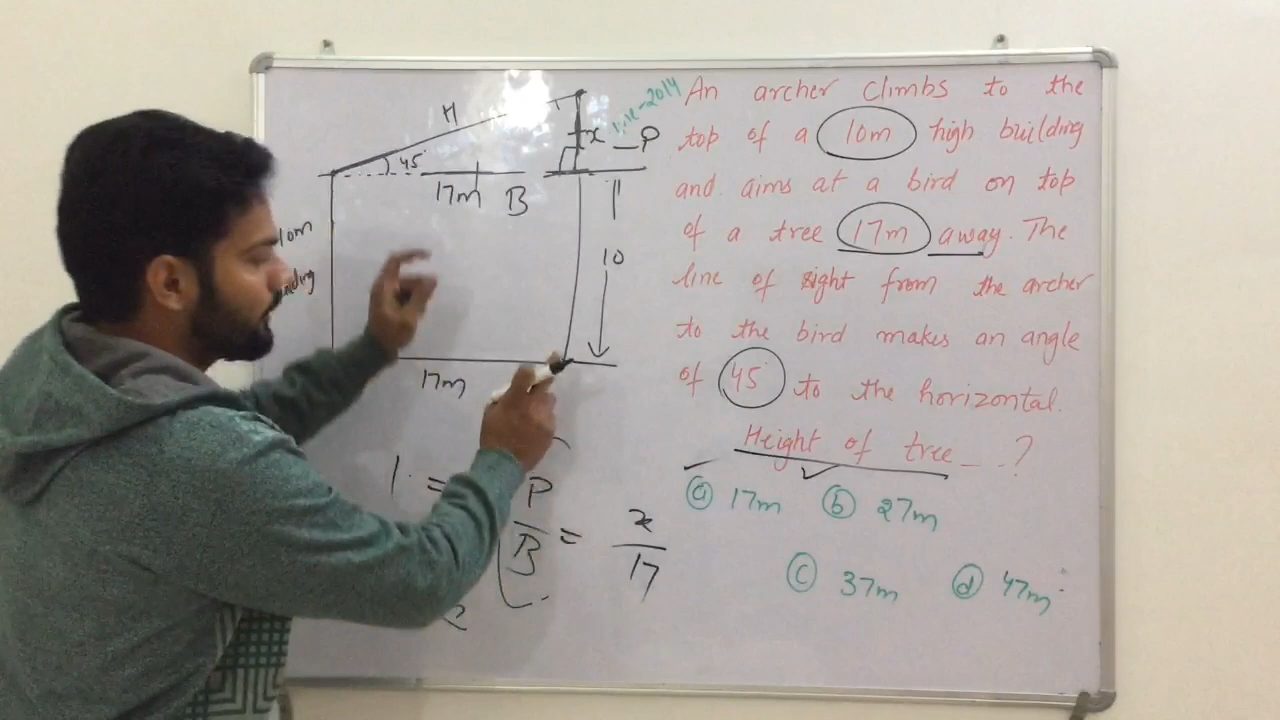 H
45
17m B
x P
10m
10
17m
1 = P/B = x/17
An archer climbs to the
top of a 10m high building
and aims at a bird on top
of a tree 17m away. The
line of sight from the archer
to the bird makes an angle
of 45 to the horizontal.
Height of tree - - . ?
a 17m b 27m
c 37m d 47m